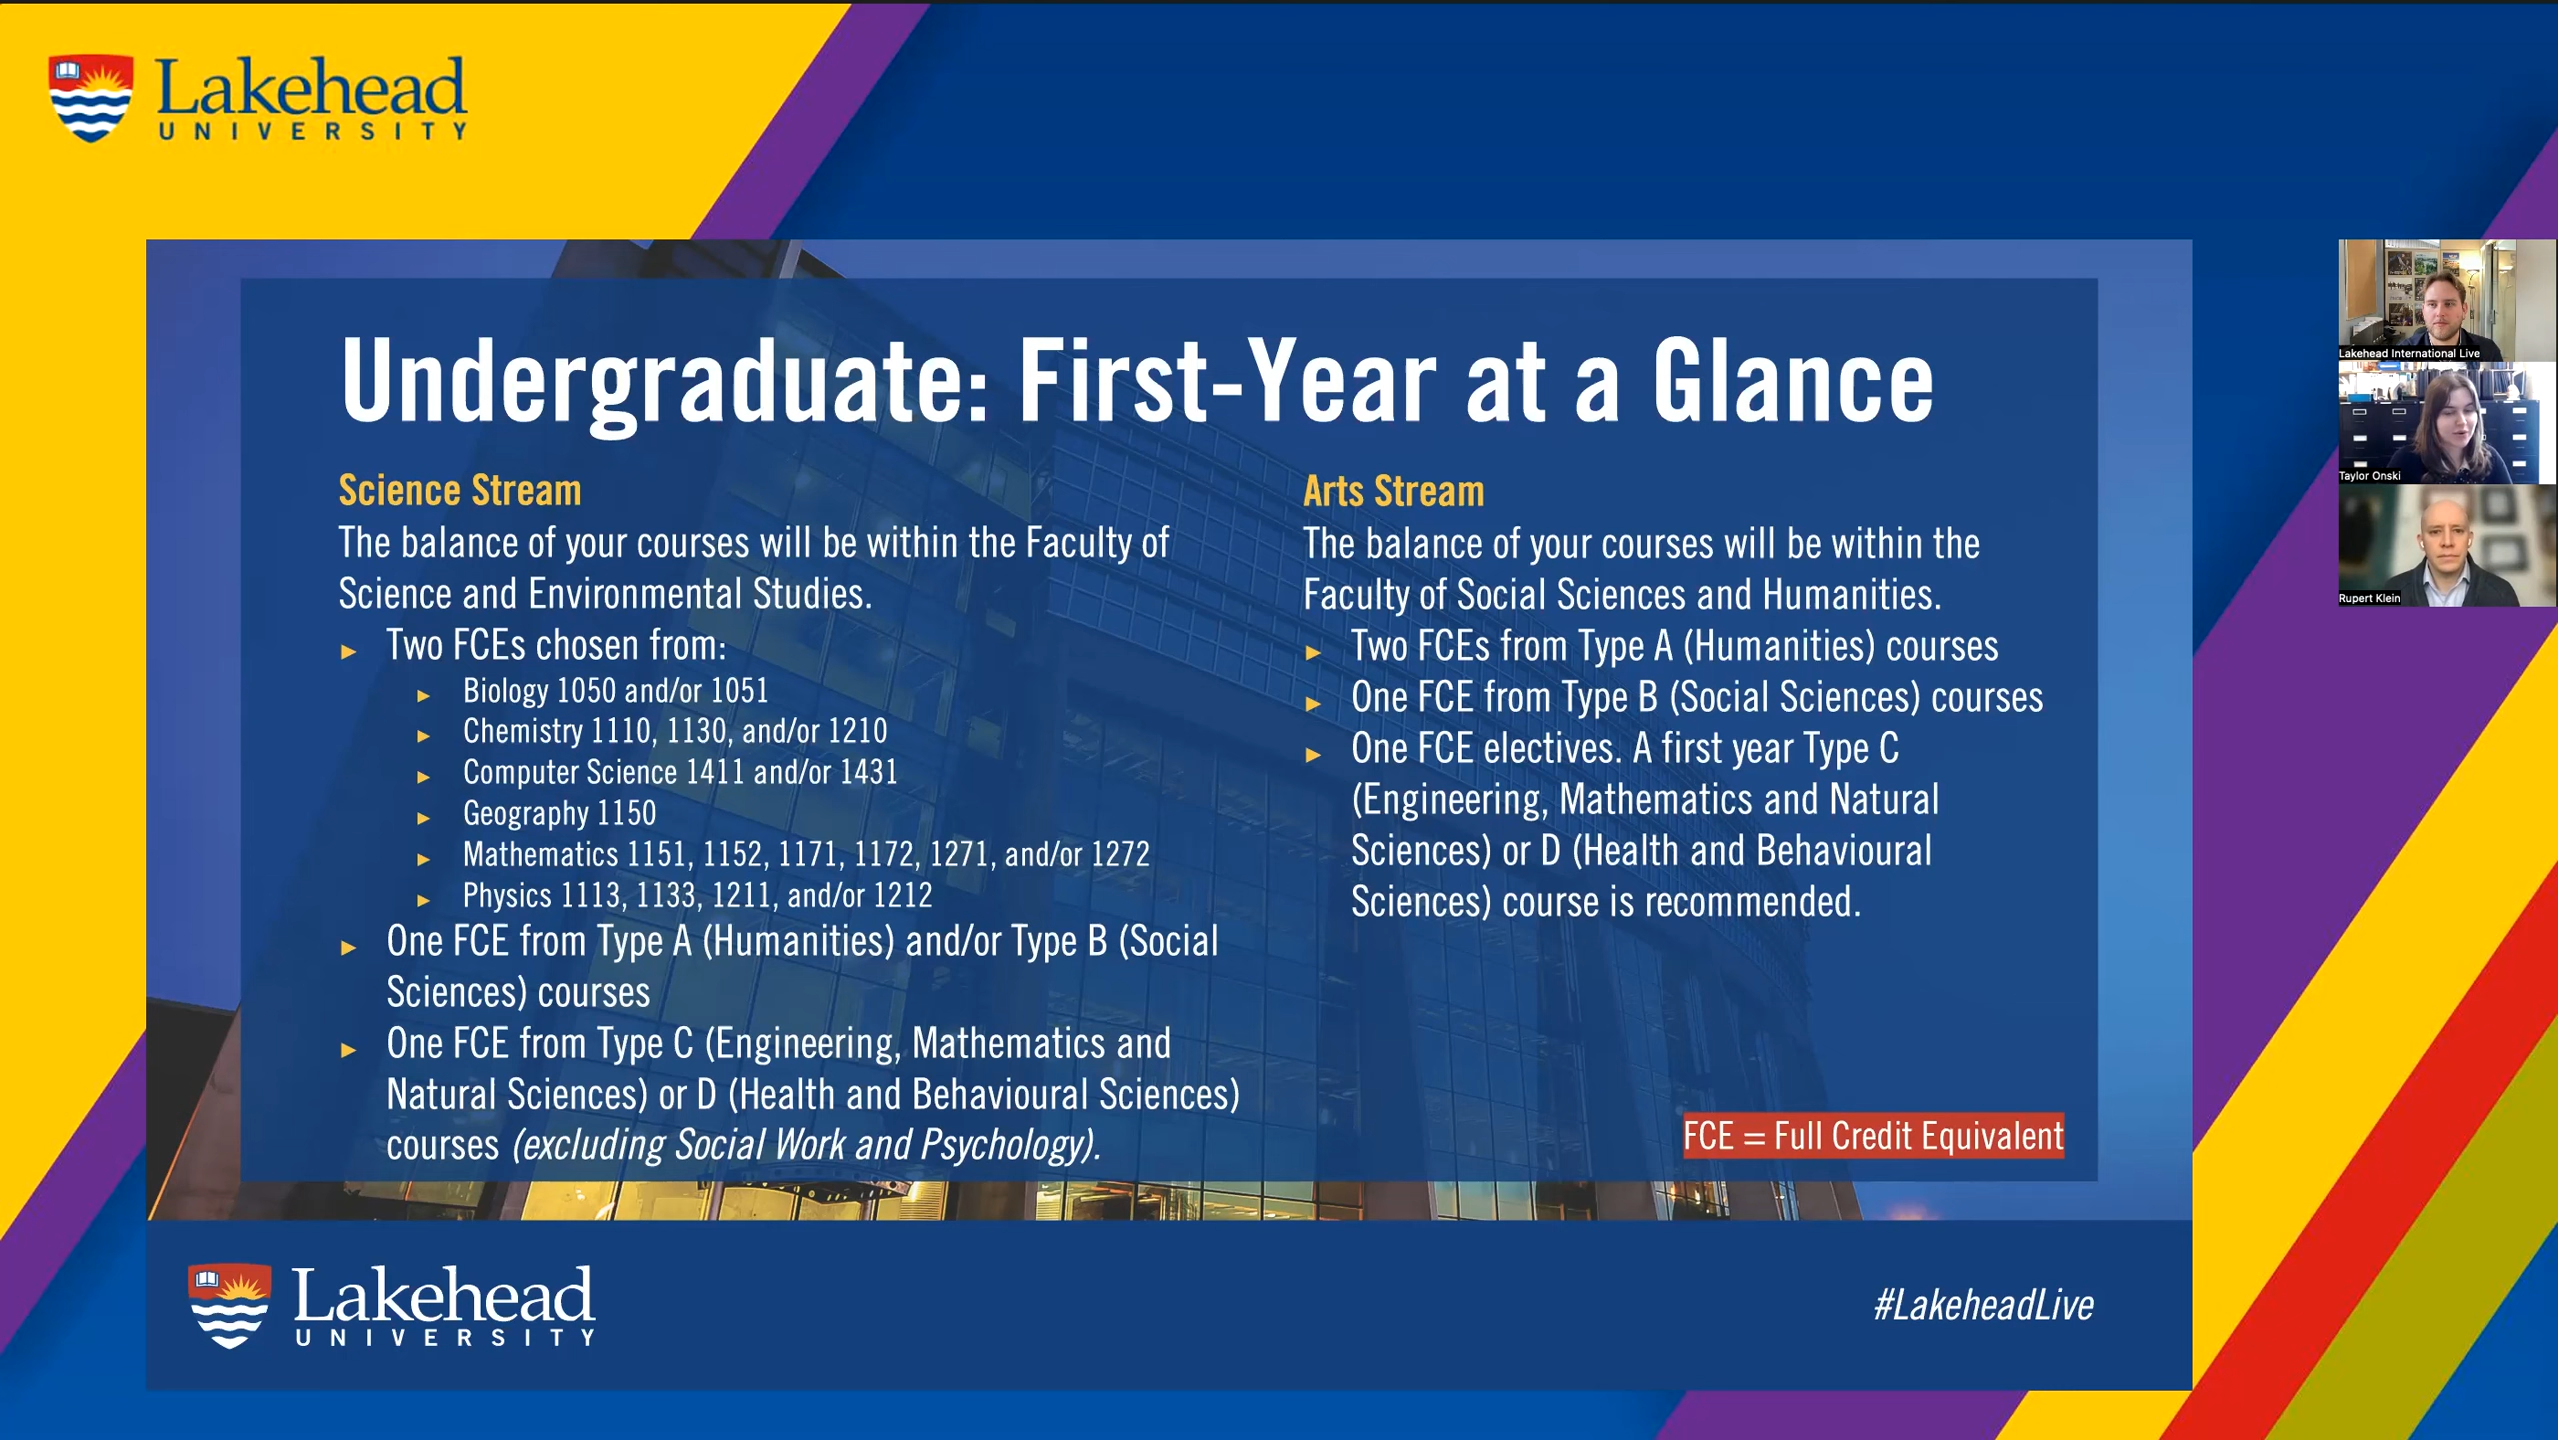 Lakehead
UNIVERSITY
Undergraduate: First-Year at a Glance
Science Stream
The balance of your courses will be within the Faculty of
Science and Environmental Studies.
► Two FCEs chosen from:
► Biology 1050 and/or 1051
► Chemistry 1110, 1130, and/or 1210
► Computer Science 1411 and/or 1431
► Geography 1150
► Mathematics 1151, 1152, 1171, 1172, 1271, and/or 1272
► Physics 1113, 1133, 1211, and/or 1212
► One FCE from Type A (Humanities) and/or Type B (Social
Sciences) courses
► One FCE from Type C (Engineering, Mathematics and
Natural Sciences) or D (Health and Behavioural Sciences)
courses (excluding Social Work and Psychology).
Arts Stream
The balance of your courses will be within the
Faculty of Social Sciences and Humanities.
► Two FCEs from Type A (Humanities) courses
► One FCE from Type B (Social Sciences) courses
► One FCE electives. A first year Type C
(Engineering, Mathematics and Natural
Sciences) or D (Health and Behavioural
Sciences) course is recommended.
FCE = Full Credit Equivalent
Lakehead
UNIVERSITY
#LakeheadLive
Lakehead International Live
Taylor Onski
Rupert Klein